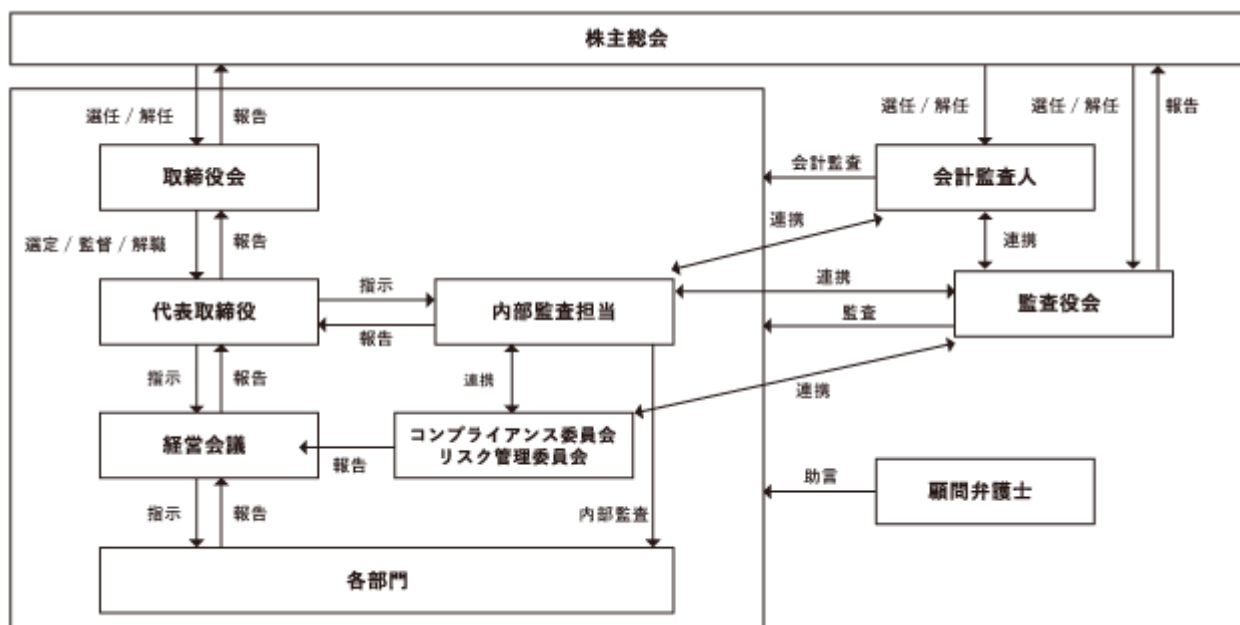 株主総会
選任 / 解任
報告
選任 / 解任
選任 / 解任
報告
取締役会
会計監査
会計監査人
選定 / 監督 / 解職
報告
連携
連携
代表取締役
指示
報告
内部監査担当
連携
監査
監査役会
指示
報告
連携
連携
経営会議
報告
コンプライアンス委員会
リスク管理委員会
助言
顧問弁護士
指示
報告
内部監査
各部門